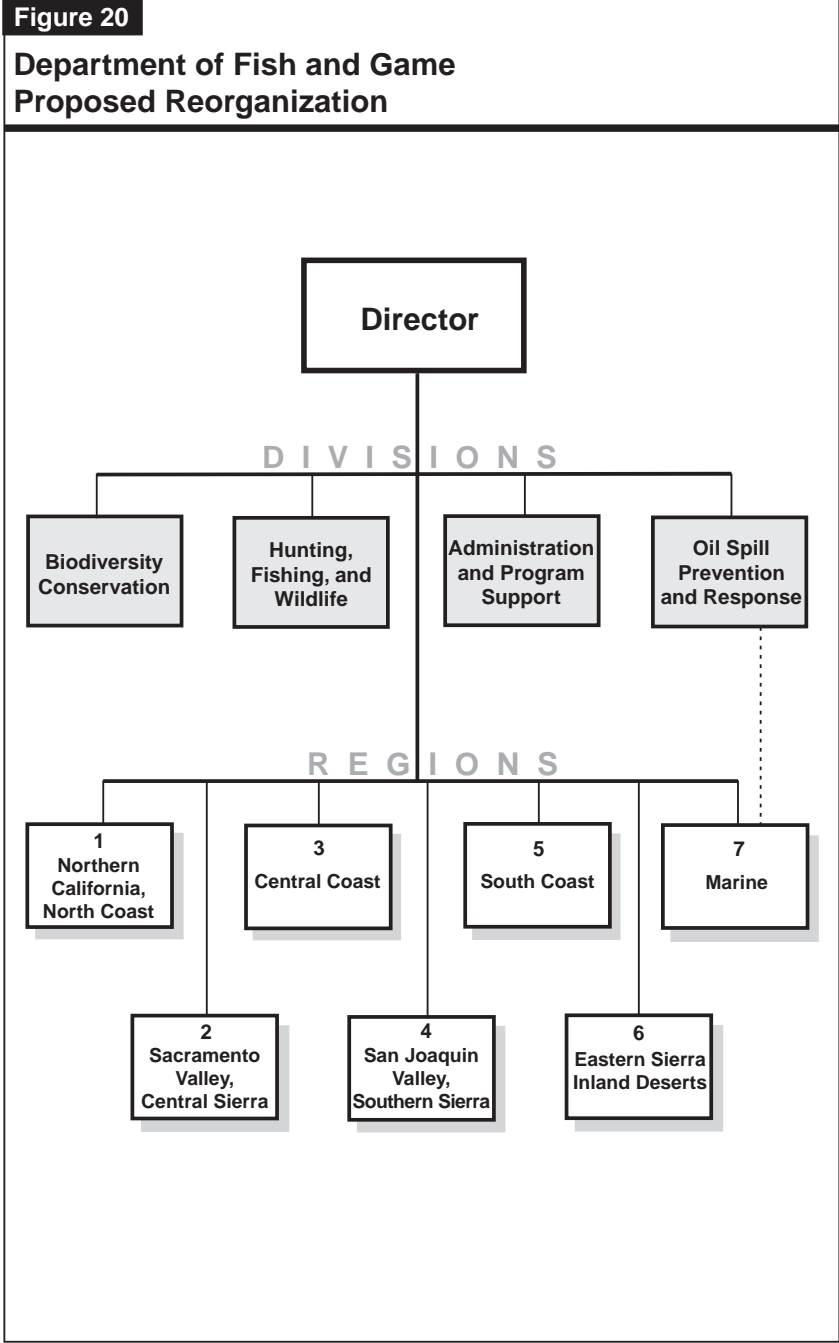 Figure 20
Department of Fish and Game
Proposed Reorganization
Director
DIVISIONS
Biodiversity
Conservation
Hunting,
Fishing, and
Wildlife
Administration
and Program
Support
Oil Spill
Prevention
and Response
REGIONS
1
Northern
California,
North Coast
3
Central Coast
5
South Coast
7
Marine
2
Sacramento
Valley,
Central Sierra
4
San Joaquin
Valley,
Southern Sierra
6
Eastern Sierra
Inland Deserts